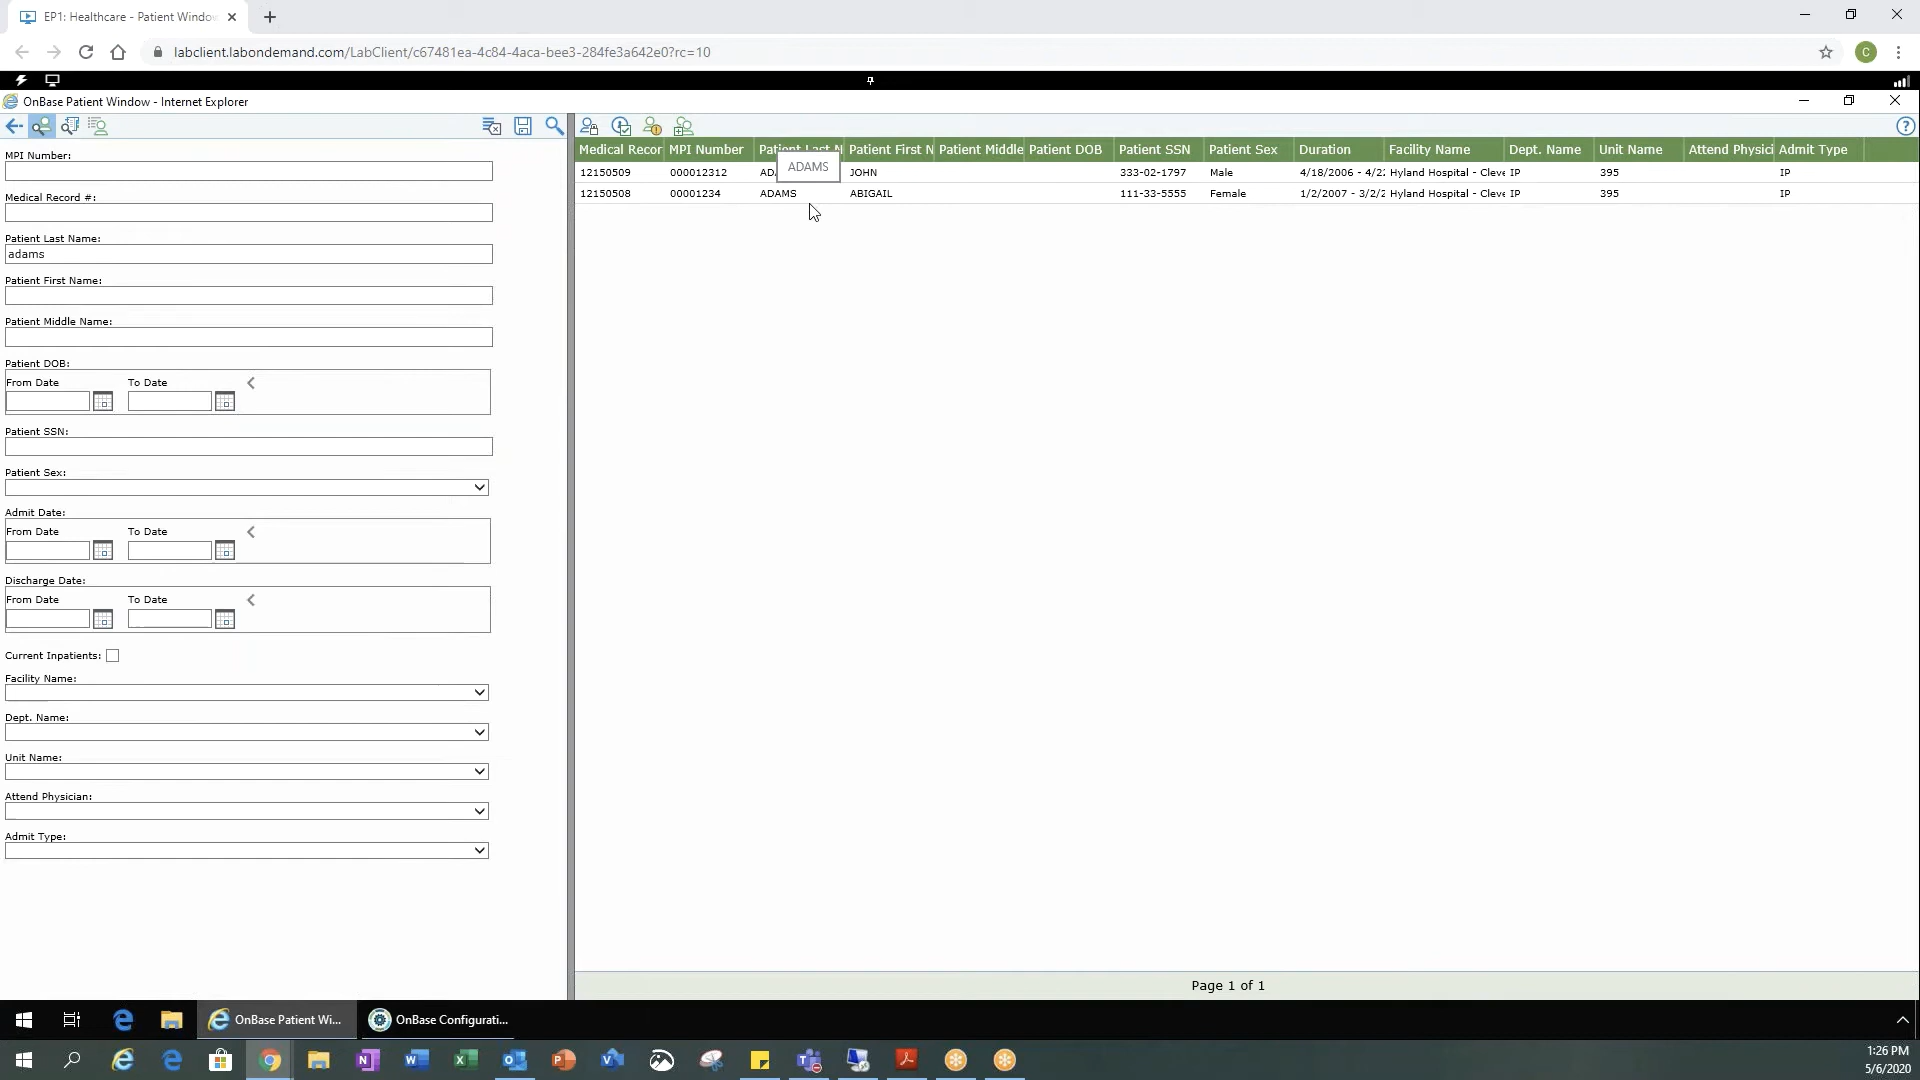 EP1: Healthcare - Patient Windo
labclient.labondemand.com/LabClient/c67481ea-4c84-4aca-bee3-284fe3a642e0?rc=10
C
OnBase Patient Window - Internet Explorer
MPI Number:
Medical Record #:
Patient Last Name:
adams
Patient First Name:
Patient Middle Name:
Patient DOB:
From Date To Date
Patient SSN:
Patient Sex:
Admit Date:
From Date To Date
Discharge Date:
From Date To Date
Current Inpatients:
Facility Name:
Dept. Name:
Unit Name:
Attend Physician:
Admit Type:
Medical Recor MPI Number Patient Last N Patient First N Patient Middle Patient DOB Patient SSN Patient Sex Duration Facility Name Dept. Name Unit Name Attend Physici Admit Type
ADAMS
12150509 000012312 AD JOHN 333-02-1797 Male 4/18/2006 - 4/2 Hyland Hospital - Cleve IP 395 IP
12150508 00001234 ADAMS ABIGAIL 111-33-5555 Female 1/2/2007 - 3/2/2 Hyland Hospital - Cleve IP 395 IP
Page 1 of 1
OnBase Patient Wi...
OnBase Configurati...
1:26 PM
5/6/2020